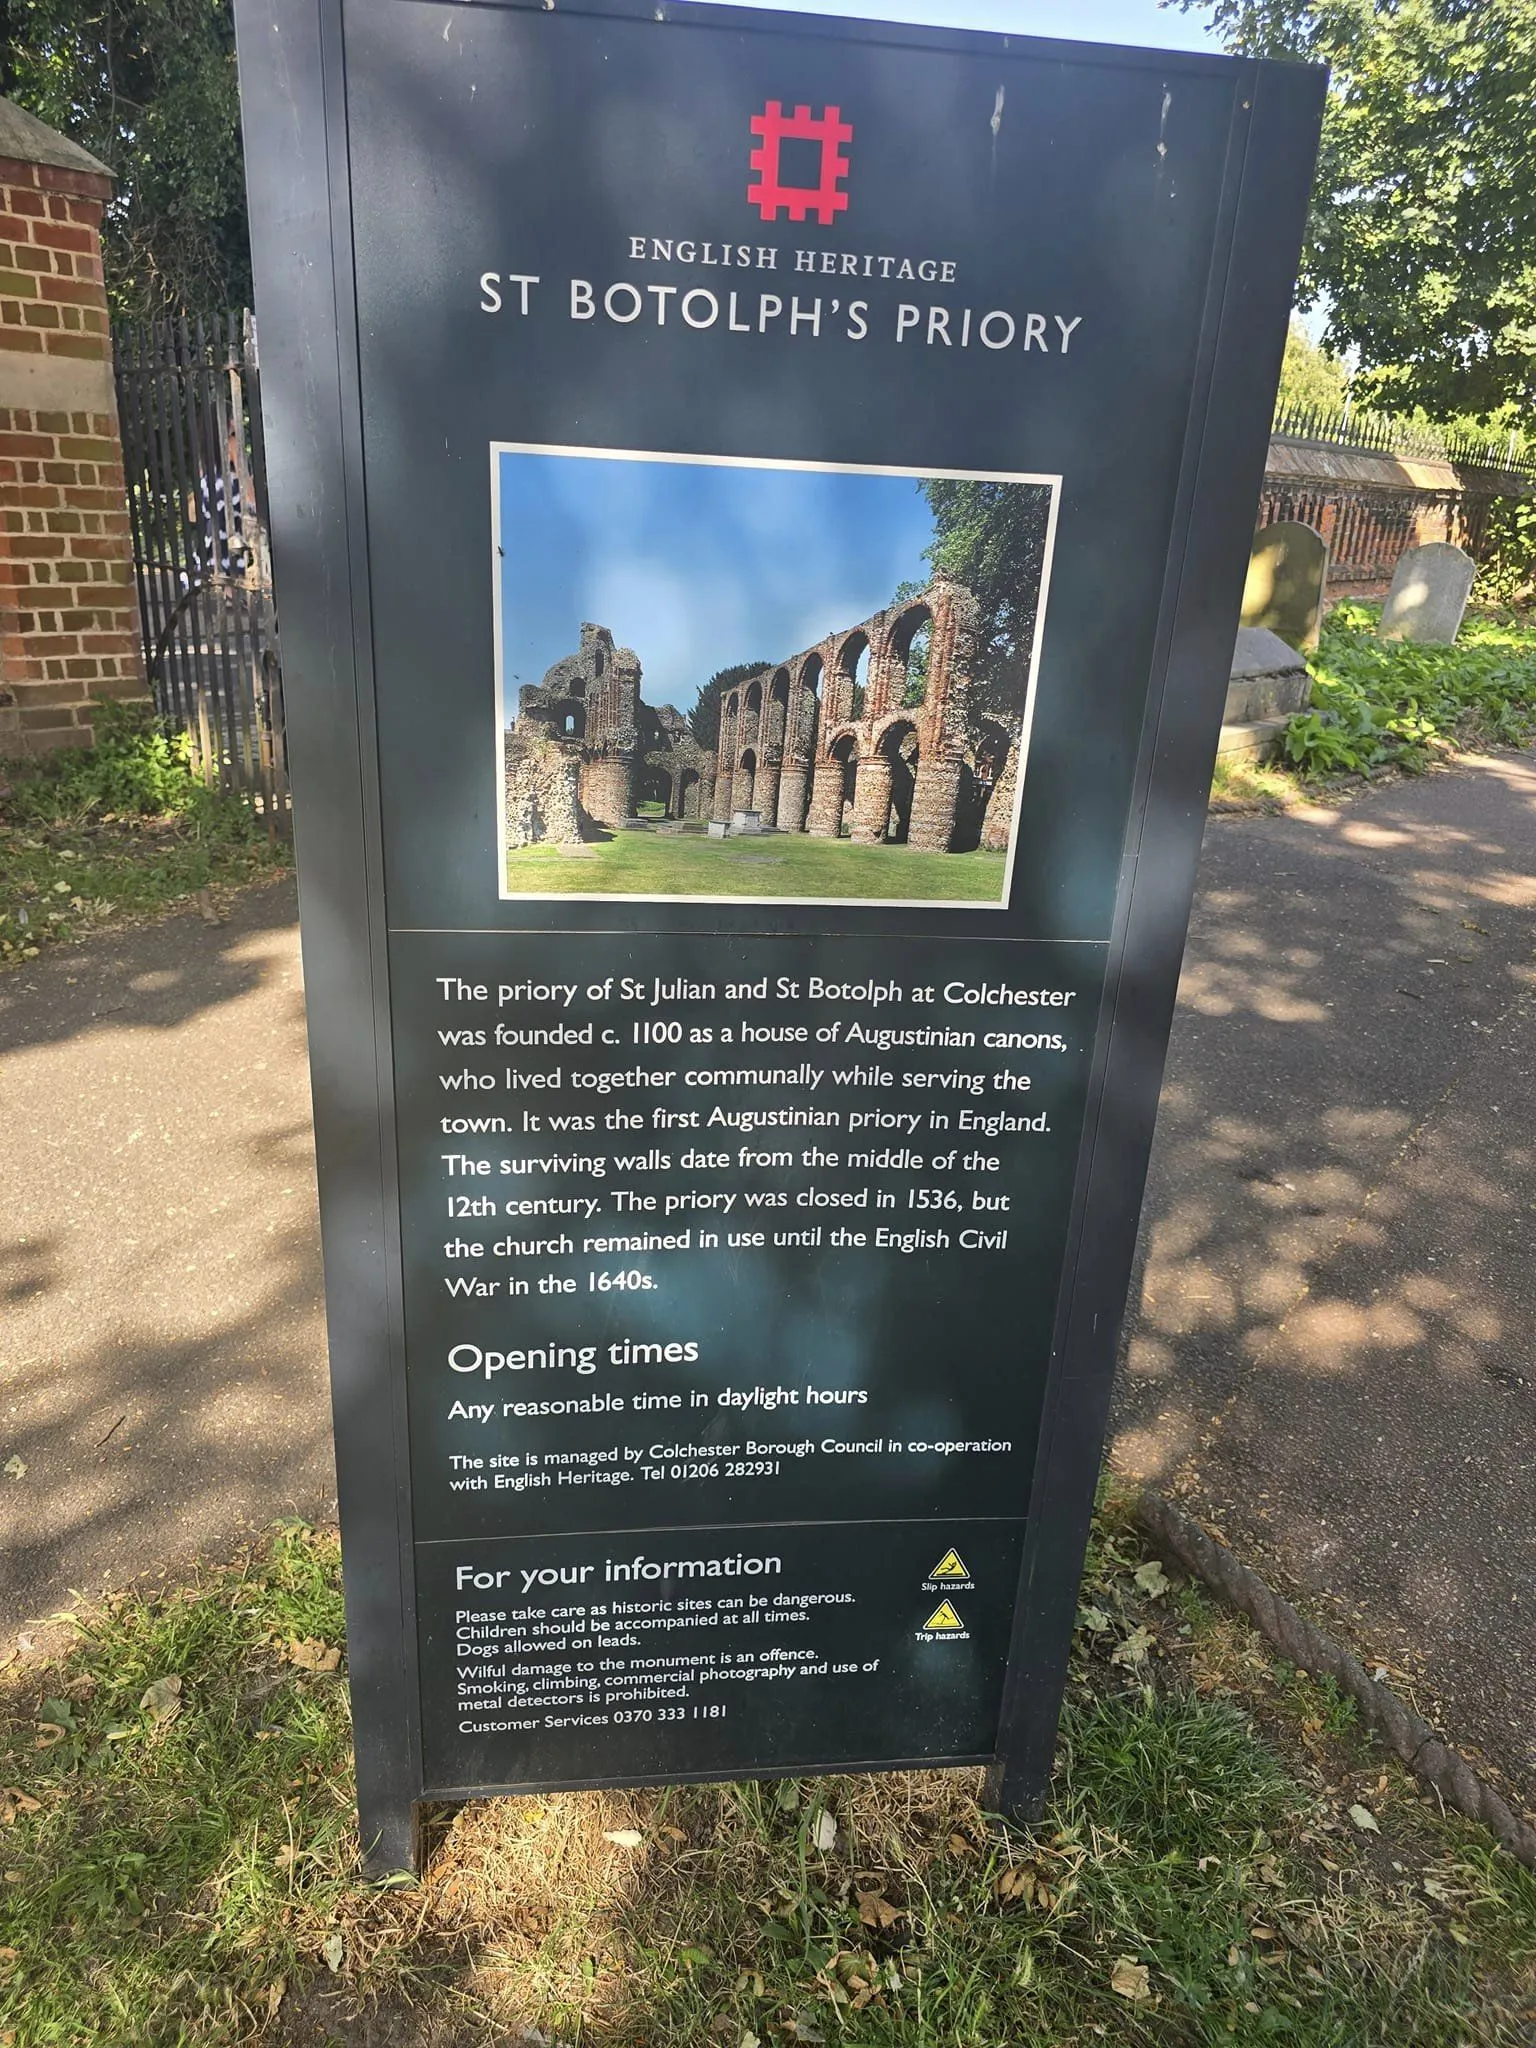 ENGLISH HERITAGE
ST BOTOLPH'S PRIORY
The priory of St Julian and St Botolph at Colchester
was founded c. 1100 as a house of Augustinian canons,
who lived together communally while serving the
town. It was the first Augustinian priory in England.
The surviving walls date from the middle of the
12th century. The priory was closed in 1536, but
the church remained in use until the English Civil
War in the 1640s.
Opening times
Any reasonable time in daylight hours
The site is managed by Colchester Borough Council in co-operation
with English Heritage. Tel 01206 282931
For your information
Please take care as historic sites can be dangerous.
Children should be accompanied at all times.
Dogs allowed on leads.
Wilful damage to the monument is an offence.
Smoking, climbing, commercial photography and use of
metal detectors is prohibited.
Customer Services 0370 333 1181
Slip hazards
Trip hazards